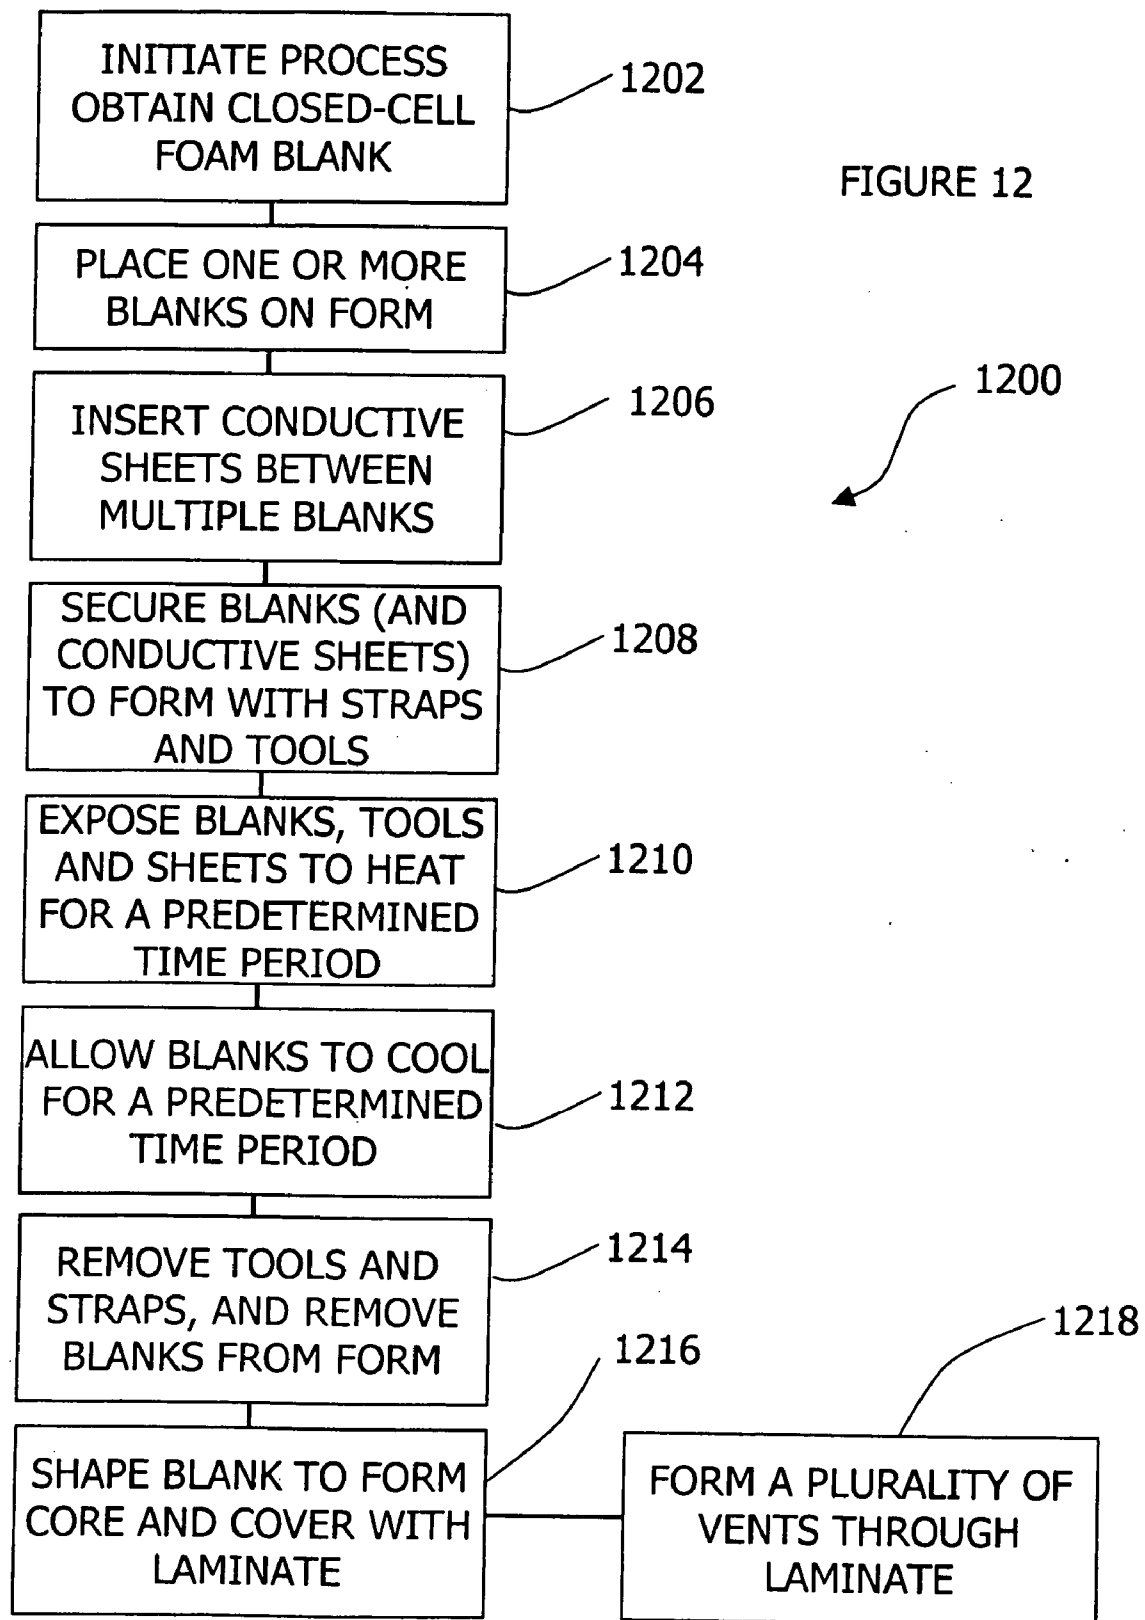 INITIATE PROCESS
OBTAIN CLOSED-CELL
FOAM BLANK
1202
FIGURE 12
PLACE ONE OR MORE
BLANKS ON FORM
1204
INSERT CONDUCTIVE
SHEETS BETWEEN
MULTIPLE BLANKS
1206
1200
SECURE BLANKS (AND
CONDUCTIVE SHEETS)
TO FORM WITH STRAPS
AND TOOLS
1208
EXPOSE BLANKS, TOOLS
AND SHEETS TO HEAT
FOR A PREDETERMINED
TIME PERIOD
1210
ALLOW BLANKS TO COOL
FOR A PREDETERMINED
TIME PERIOD
1212
REMOVE TOOLS AND
STRAPS, AND REMOVE
BLANKS FROM FORM
1214
SHAPE BLANK TO FORM
CORE AND COVER WITH
LAMINATE
1216
FORM A PLURALITY OF
VENTS THROUGH
LAMINATE
1218